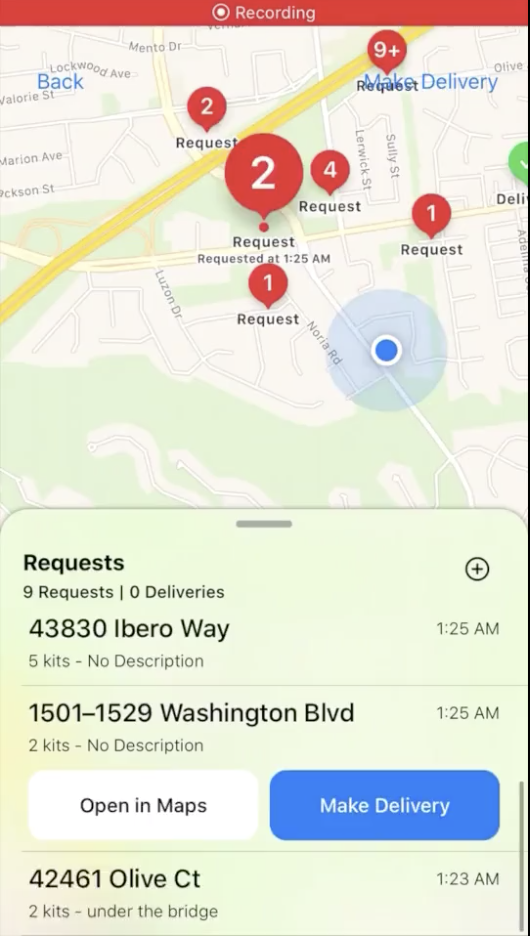 Recording
Mento Dr
9+
Lockwood Ave
Olive
Back
Make Delivery
Request
Valorie St
2
Request
Marion Ave
Lerwick St
Sully St
2
4
ckson St
Request
1
Deli
Request
Requested at 1:25 AM
Request
1
Luzon Dr
Request
Noria Rd
Requests
9 Requests | 0 Deliveries
43830 Ibero Way
1:25 AM
5 kits - No Description
1501–1529 Washington Blvd
1:25 AM
2 kits - No Description
Open in Maps
Make Delivery
42461 Olive Ct
1:23 AM
2 kits - under the bridge